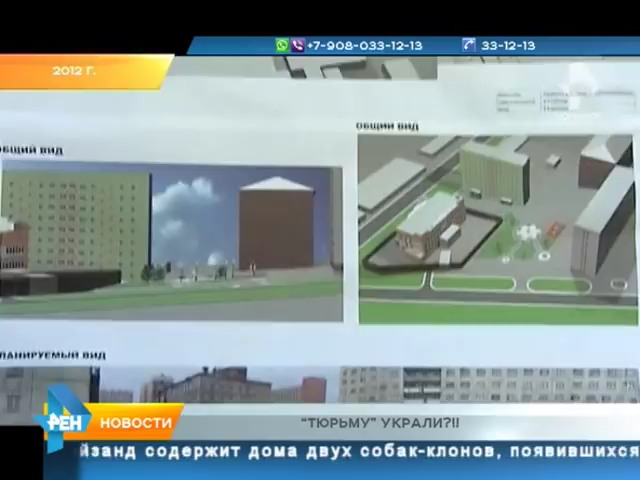 +7-908-033-12-13
33-12-13
2012 Г.
ОБЩИЙ ВИД
ОБЩИЙ ВИД
ПЛАНИРУЕМЫЙ ВИД
РЕН
НОВОСТИ
"ТЮРЬМУ" УКРАЛИ?!!
йзанд содержит дома двух собак-клонов, появившихся